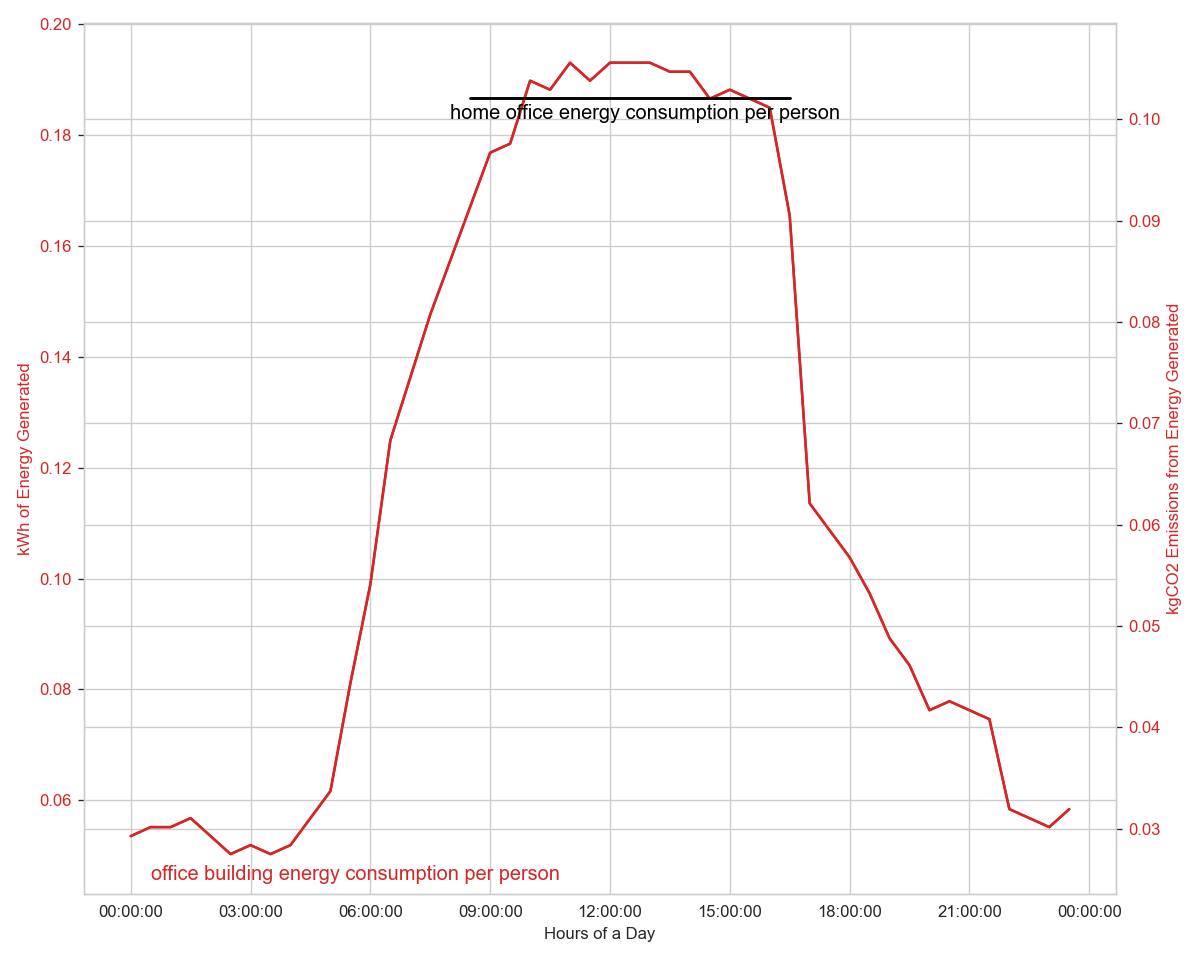 0.20
0.18
0.16
0.14
0.12
0.10
0.08
0.06
kWh of Energy Generated
home office energy consumption per person
office building energy consumption per person
0.10
0.09
0.08
0.07
0.06
0.05
0.04
0.03
kgCO2 Emissions from Energy Generated
00:00:00 03:00:00 06:00:00 09:00:00 12:00:00 15:00:00 18:00:00 21:00:00 00:00:00
Hours of a Day